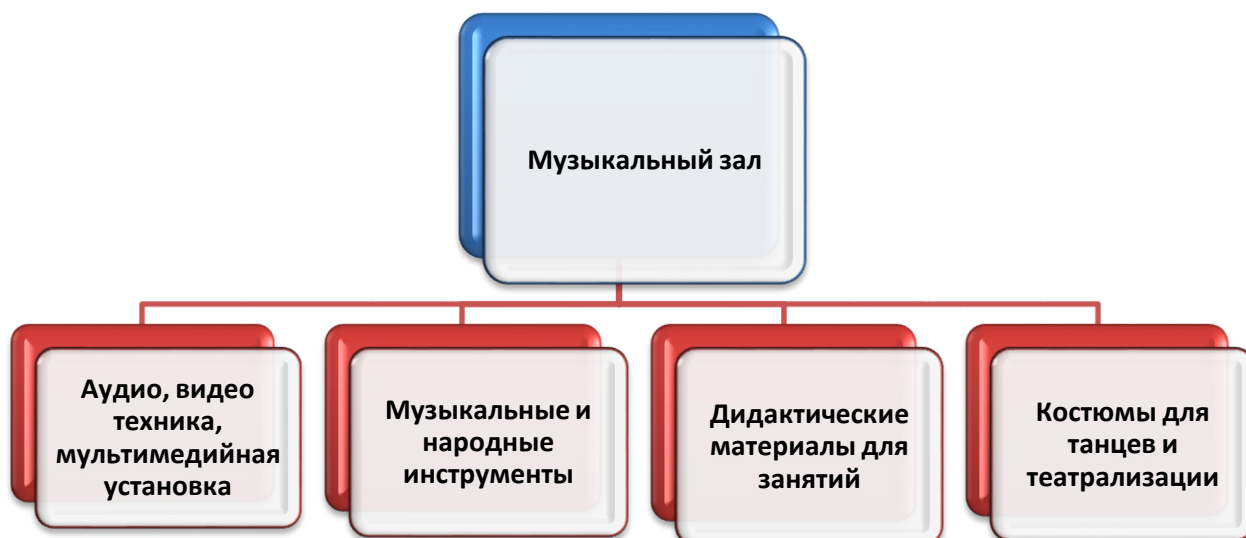 Музыкальный зал
Аудио, видео
техника,
мультимедийная
установка
Музыкальные и
народные
инструменты
Дидактические
материалы для
занятий
Костюмы для
танцев и
театрализации